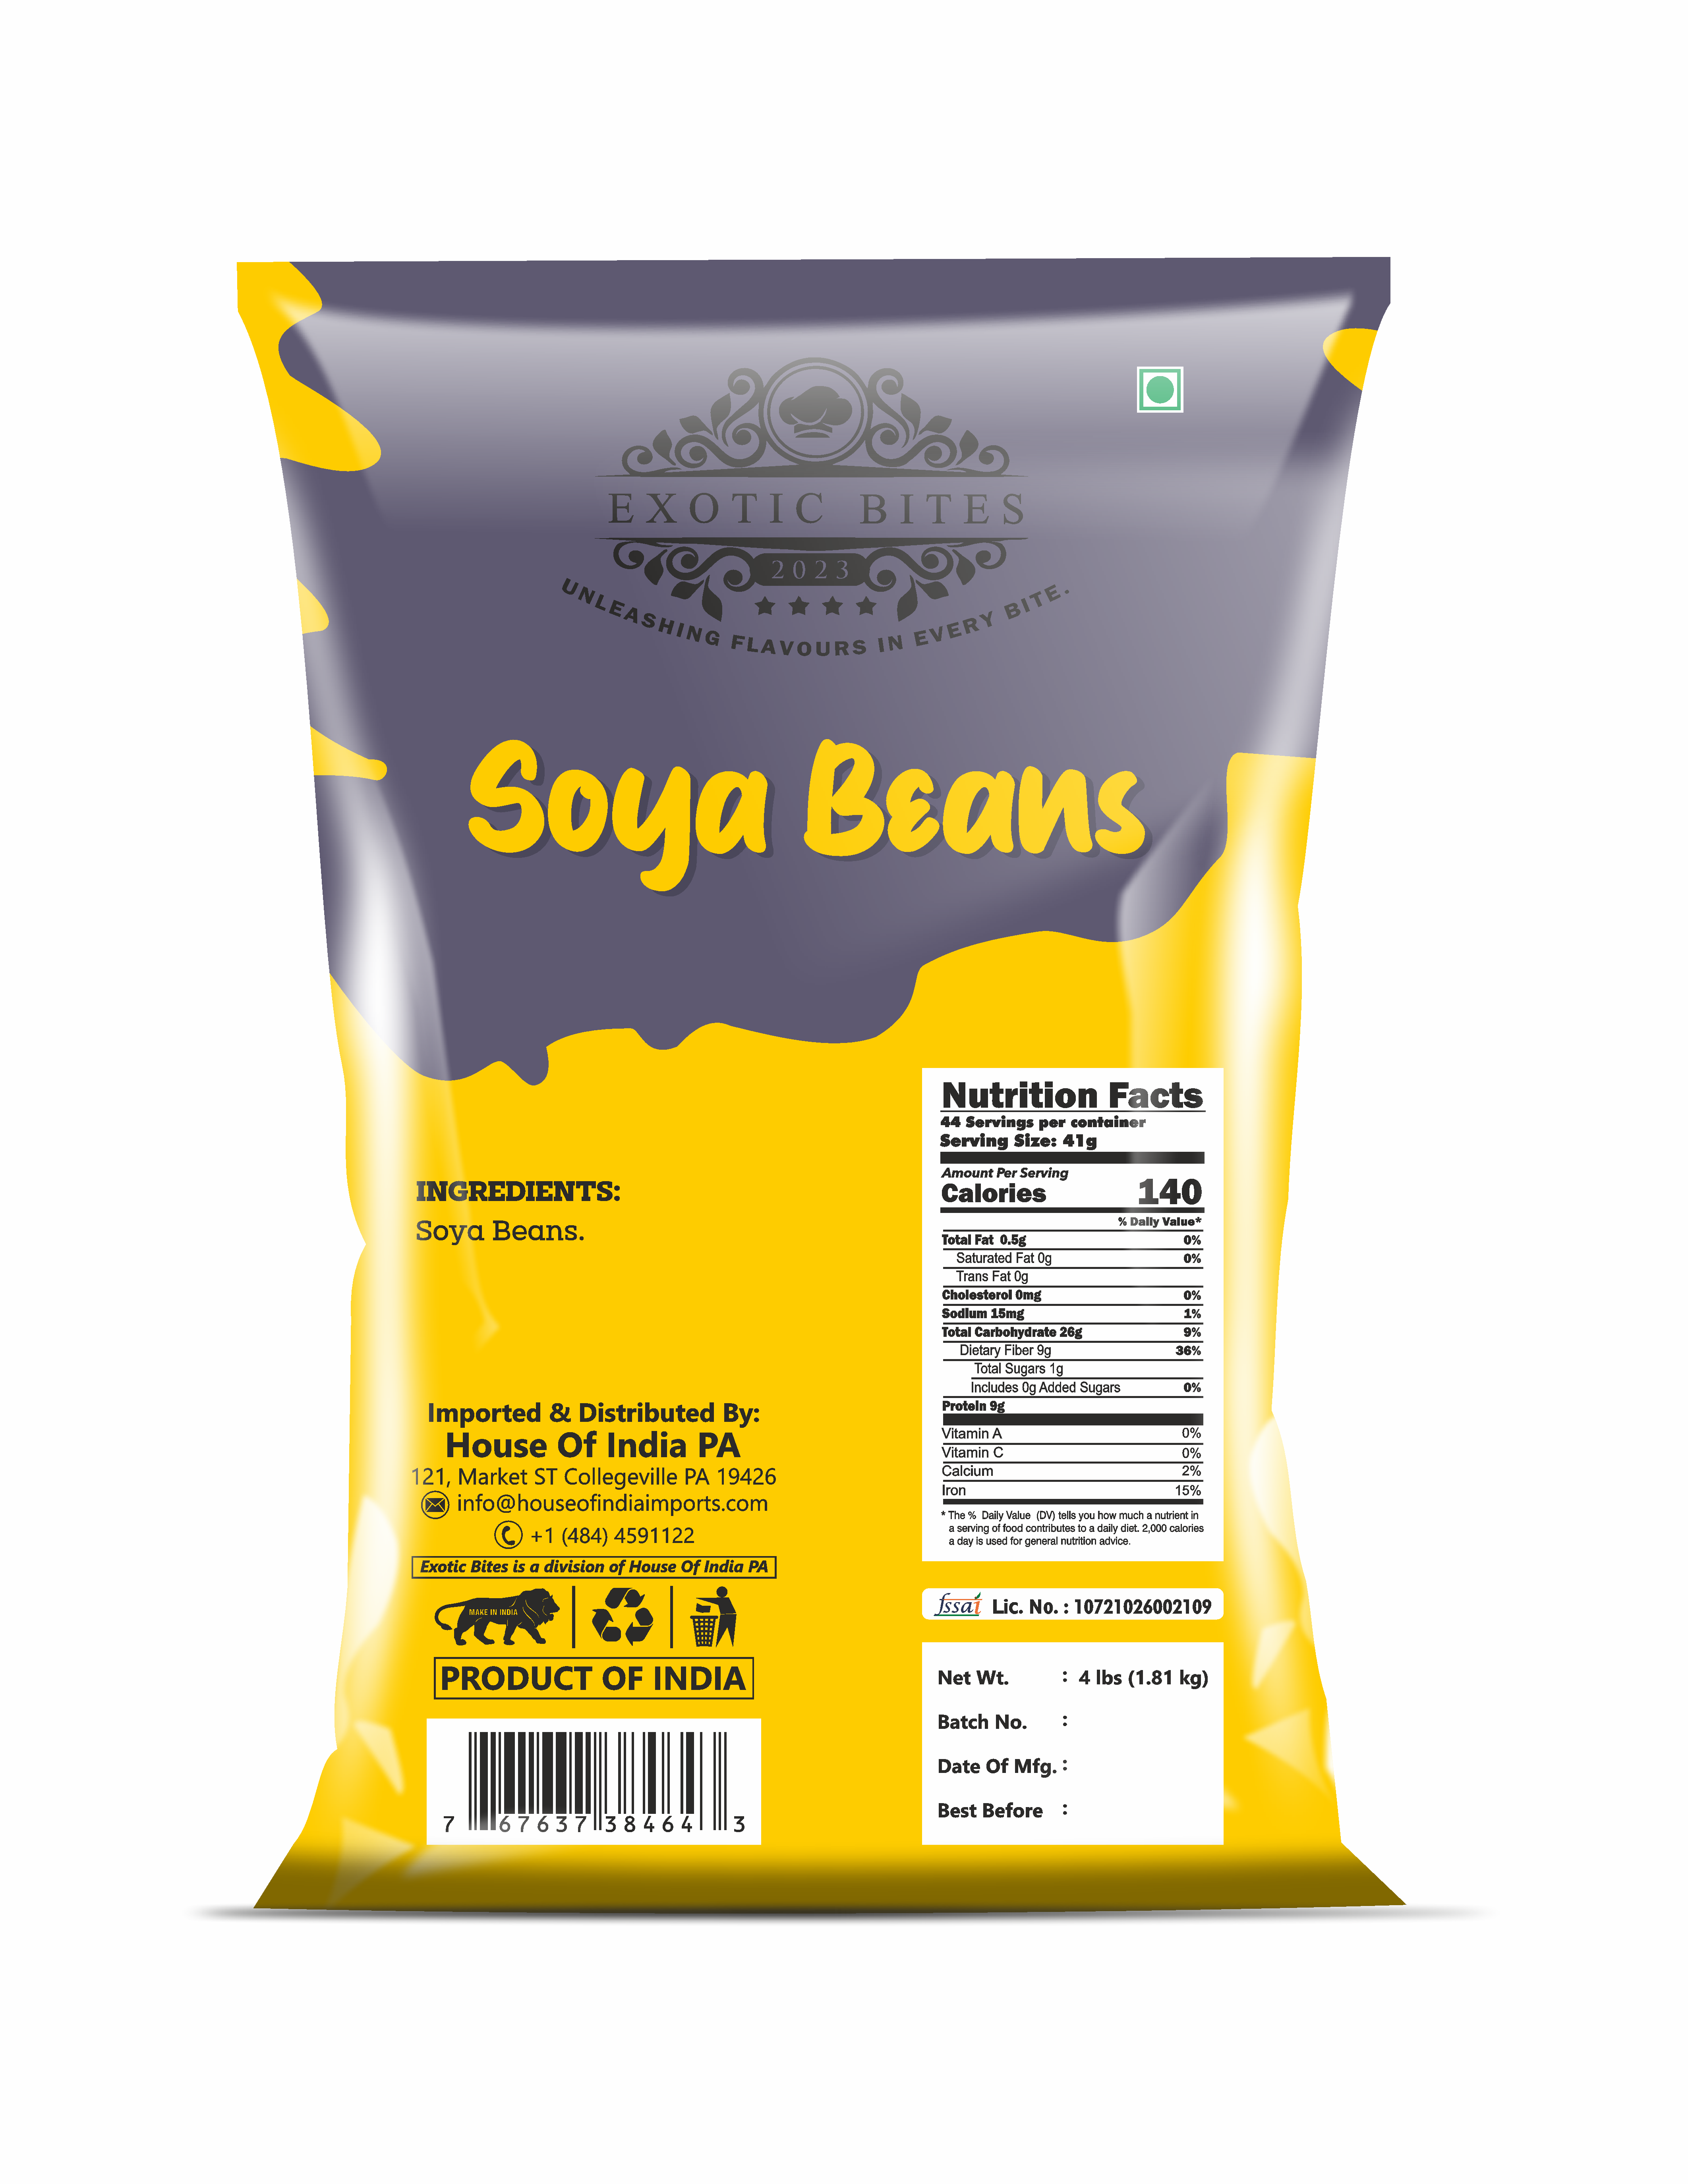 EXOTIC BITES
2023
UNLEASHING FLAVOURS IN EVERY BITE.
Soya Beans
INGREDIENTS:
Soya Beans.
Imported & Distributed By:
House Of India PA
121, Market ST Collegeville PA 19426
info@houseofindiaimports.com
+1 (484) 4591122
Exotic Bites is a division of House Of India PA
MAKE IN INDIA
PRODUCT OF INDIA
7 67637 38464 3
Nutrition Facts
44 Servings per container
Serving Size: 41g
Amount Per Serving
Calories 140
% Daily Value*
Total Fat 0.5g 0%
Saturated Fat 0g 0%
Trans Fat 0g
Cholesterol 0mg 0%
Sodium 15mg 1%
Total Carbohydrate 26g 9%
Dietary Fiber 9g 36%
Total Sugars 1g
Includes 0g Added Sugars 0%
Protein 9g
Vitamin A 0%
Vitamin C 0%
Calcium 2%
Iron 15%
* The % Daily Value (DV) tells you how much a nutrient in
a serving of food contributes to a daily diet. 2,000 calories
a day is used for general nutrition advice.
fssai Lic. No. : 10721026002109
Net Wt. : 4 lbs (1.81 kg)
Batch No. :
Date Of Mfg. :
Best Before :